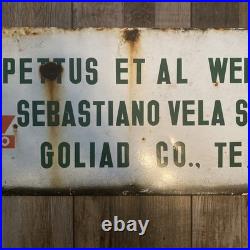 PETTUS ET AL WE
SEBASTIANO VELA S
GOLIAD CO., TE